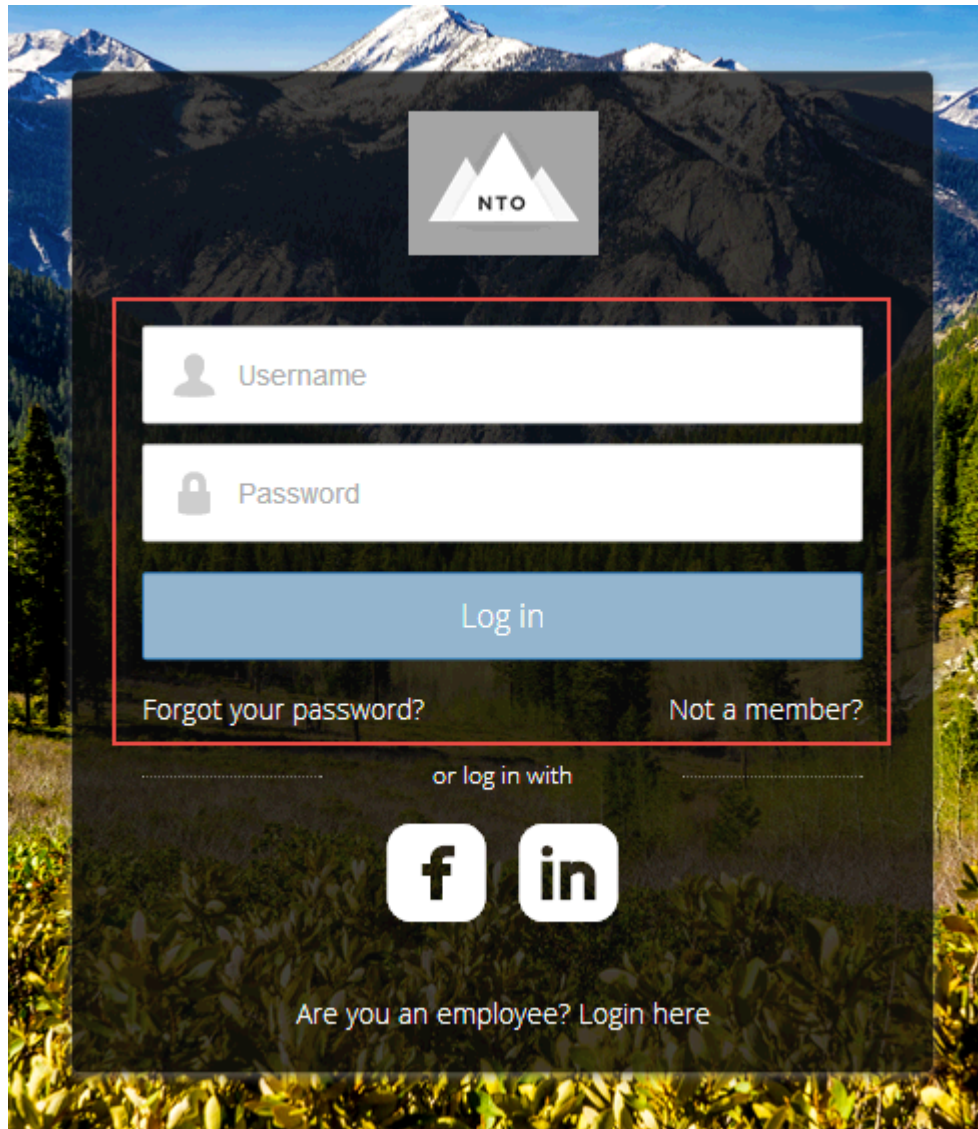 NTO
Username
Password
Log in
Forgot your password? Not a member?
or log in with
f in
Are you an employee? Login here